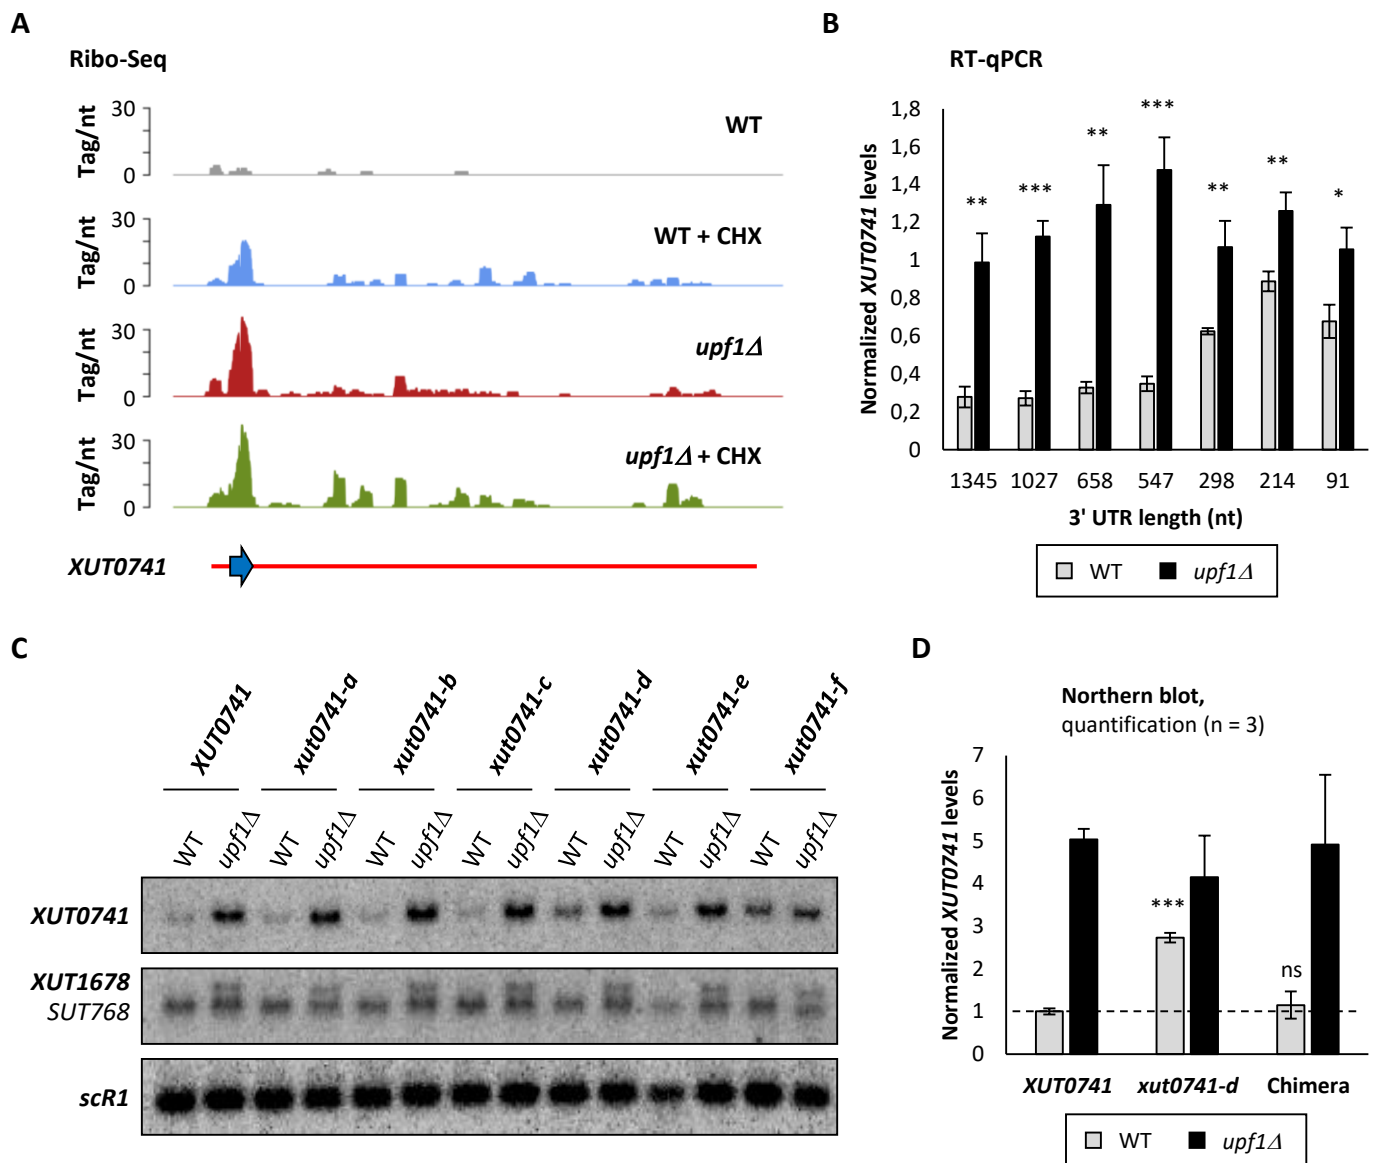 A
Ribo-Seq
Tag/nt
30
0
WT
Tag/nt
30
0
WT + CHX
Tag/nt
30
0
upf1Δ
Tag/nt
30
0
upf1Δ + CHX
XUT0741
B
RT-qPCR
Normalized XUT0741 levels
1,8
1,6
1,4
1,2
1
0,8
0,6
0,4
0,2
0
** *** ** *** ** ** *
1345 1027 658 547 298 214 91
3' UTR length (nt)
WT upf1Δ
C
XUT0741 xut0741-a xut0741-b xut0741-c xut0741-d xut0741-e xut0741-f
WT upf1Δ WT upf1Δ WT upf1Δ WT upf1Δ WT upf1Δ WT upf1Δ WT upf1Δ
XUT0741
XUT1678
SUT768
scR1
D
Northern blot,
quantification (n = 3)
Normalized XUT0741 levels
7
6
5
4
3
2
1
0
*** ns
XUT0741 xut0741-d Chimera
WT upf1Δ